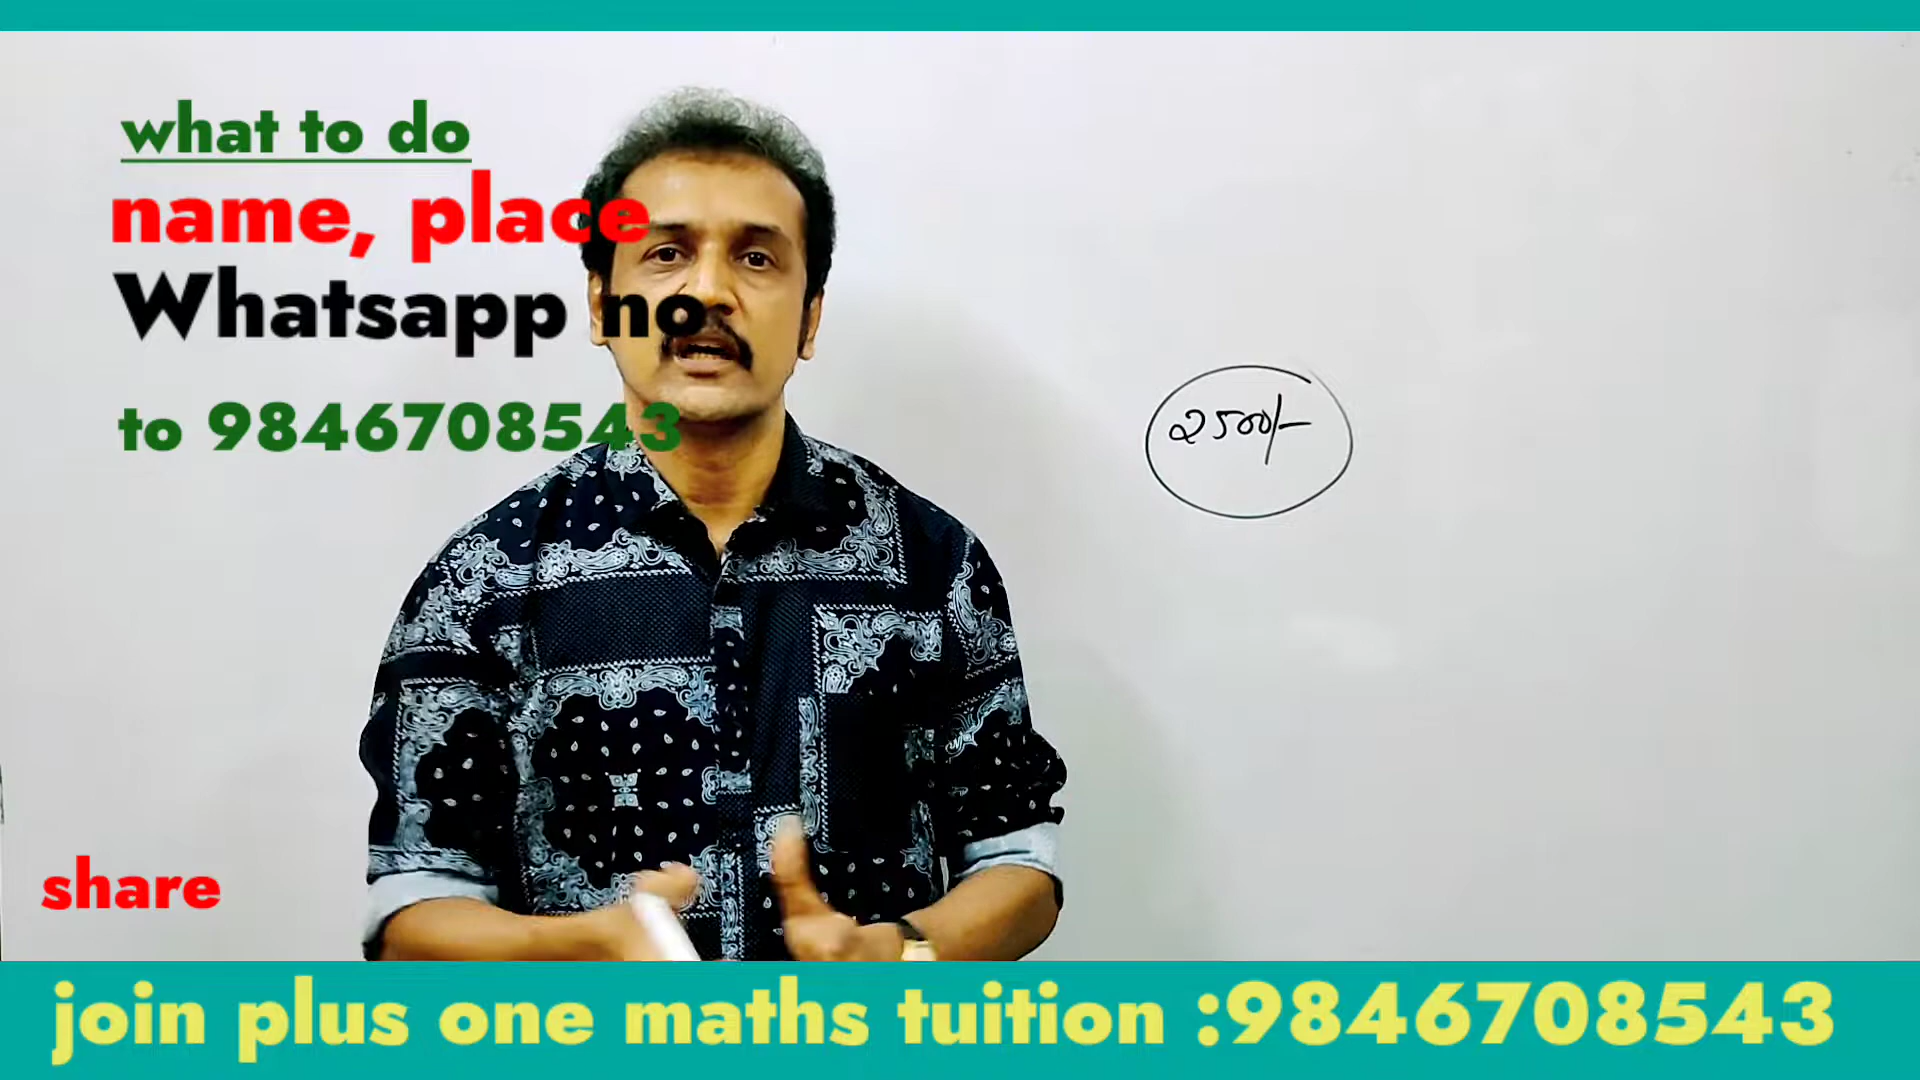 what to do
name, place
Whatsapp no
to 9846708543
2500/-
share
join plus one maths tuition :9846708543